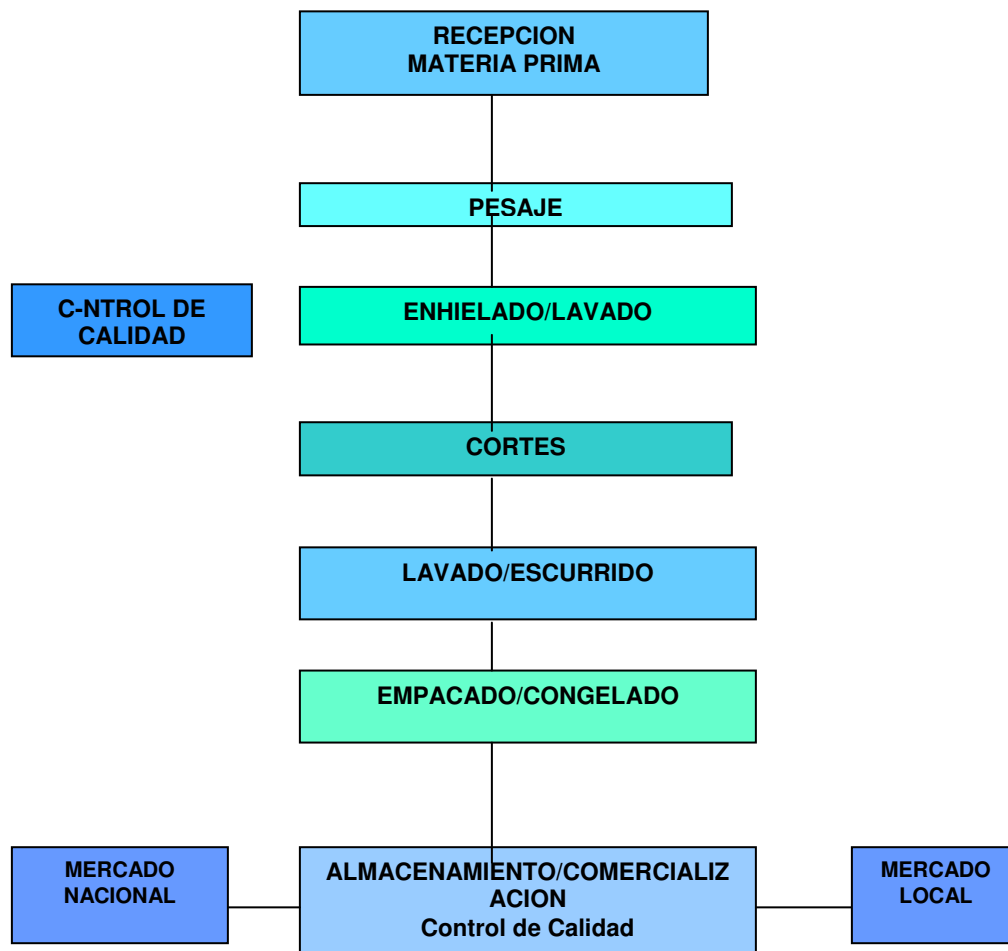 RECEPCION
MATERIA PRIMA
PESAJE
C-NTROL DE
CALIDAD
ENHIELADO/LAVADO
CORTES
LAVADO/ESCURRIDO
EMPACADO/CONGELADO
MERCADO
NACIONAL
ALMACENAMIENTO/COMERCIALIZ
ACION
Control de Calidad
MERCADO
LOCAL